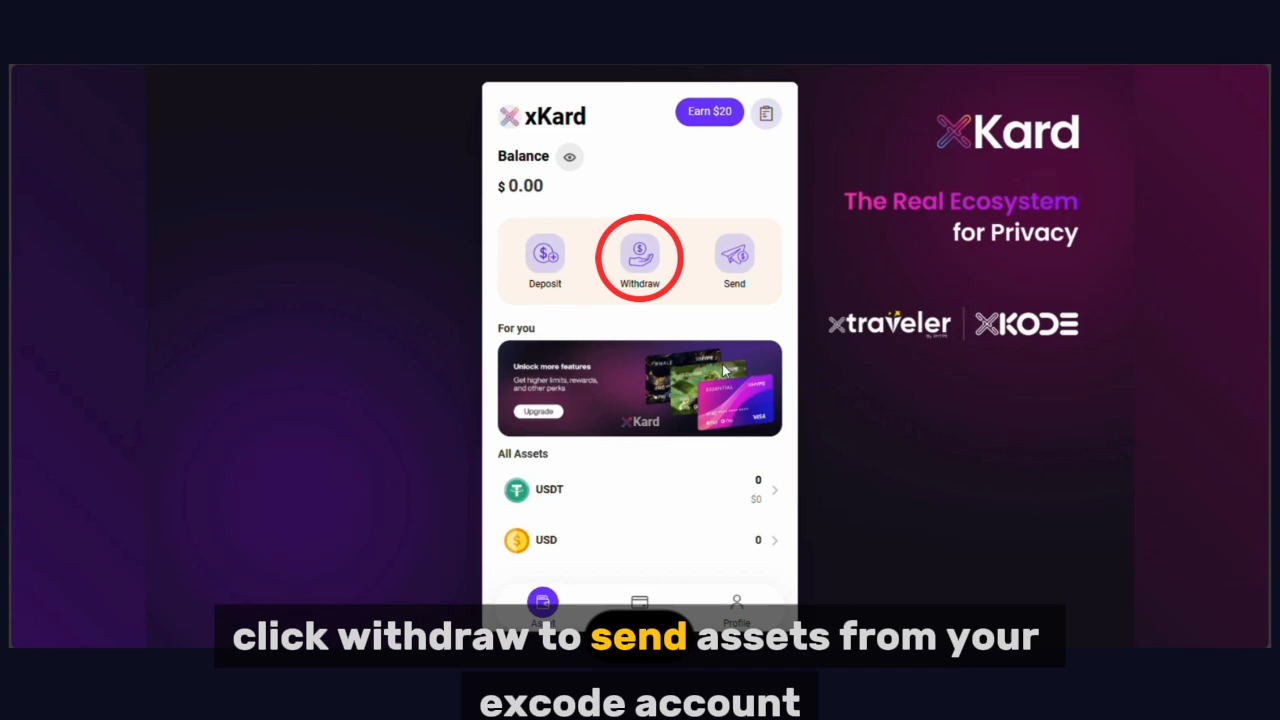 xKard
Earn $20
Balance
$ 0.00
Deposit
Withdraw
Send
For you
Unlock more features
Get higher limits, rewards,
and other perks
Upgrade
xKard
ESSENTIAL
VISA
All Assets
USDT
0
$0
USD
0
Profile
xKard
The Real Ecosystem
for Privacy
xtraveler
XKODE
click withdraw to send assets from your
excode account